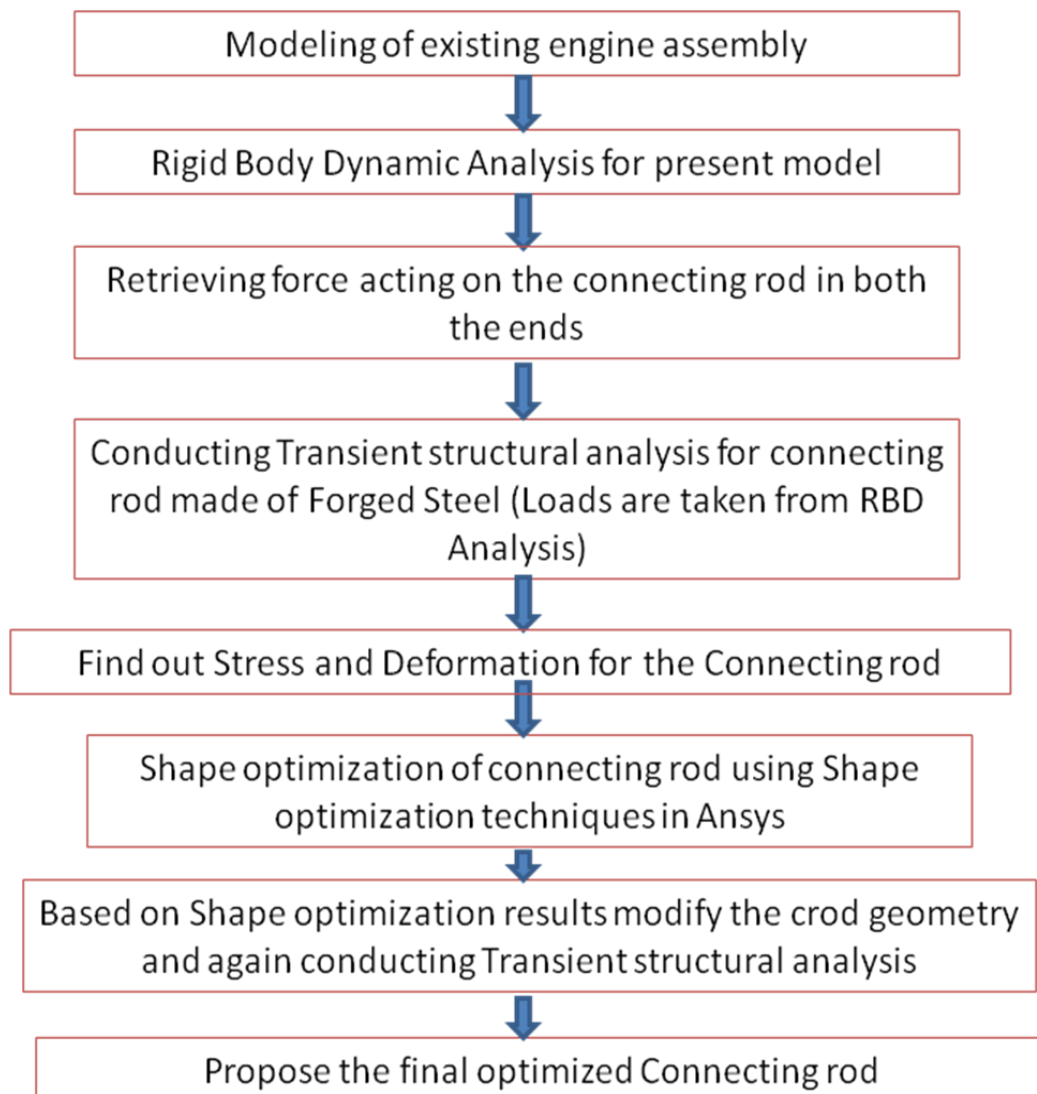 Modeling of existing engine assembly
Rigid Body Dynamic Analysis for present model
Retrieving force acting on the connecting rod in both
the ends
Conducting Transient structural analysis for connecting
rod made of Forged Steel (Loads are taken from RBD
Analysis)
Find out Stress and Deformation for the Connecting rod
Shape optimization of connecting rod using Shape
optimization techniques in Ansys
Based on Shape optimization results modify the crod geometry
and again conducting Transient structural analysis
Propose the final optimized Connecting rod